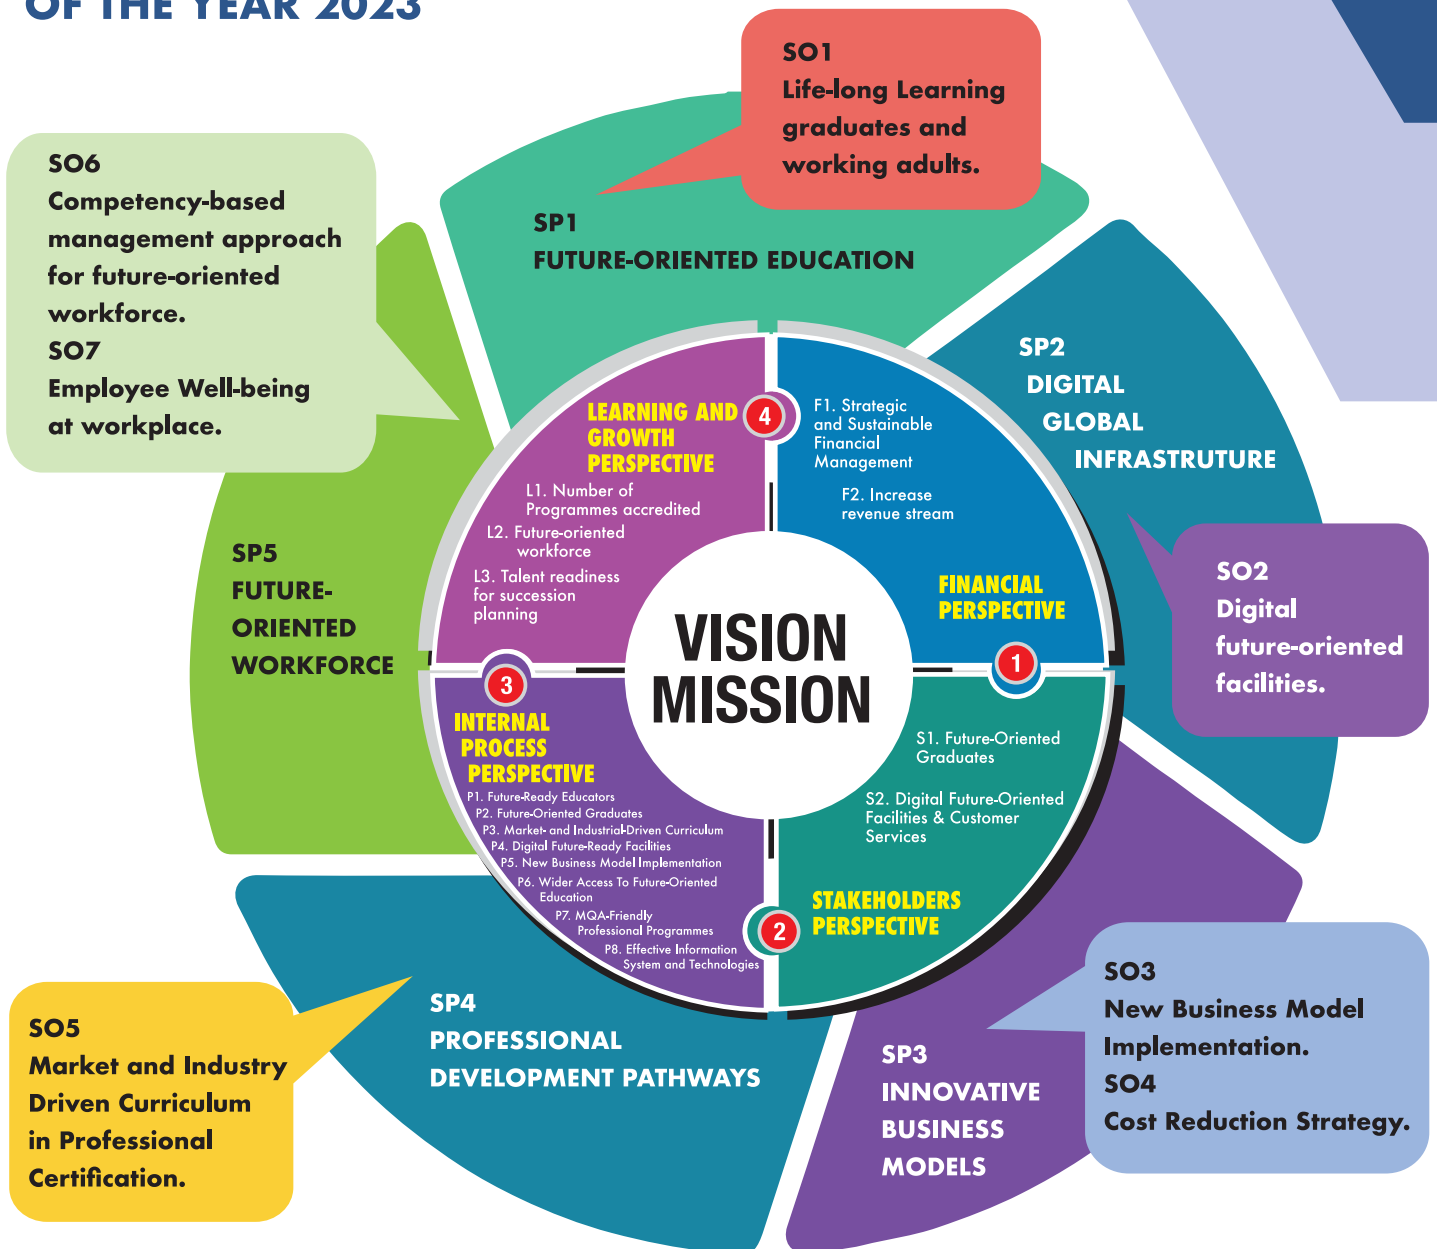 OF THE YEAR 2023
SO1
Life-long Learning
graduates and
working adults.
SO6
Competency-based
management approach
for future-oriented
workforce.
SO7
Employee Well-being
at workplace.
SP1
FUTURE-ORIENTED EDUCATION
SP2
DIGITAL
GLOBAL
INFRASTRUTURE
SO2
Digital
future-oriented
facilities.
SP5
FUTURE-
ORIENTED
WORKFORCE
LEARNING AND
GROWTH
PERSPECTIVE
4
L1. Number of
Programmes accredited
L2. Future-oriented
workforce
L3. Talent readiness
for succession
planning
F1. Strategic
and Sustainable
Financial
Management
F2. Increase
revenue stream
FINANCIAL
PERSPECTIVE
1
VISION
MISSION
3
INTERNAL
PROCESS
PERSPECTIVE
P1. Future-Ready Educators
P2. Future-Oriented Graduates
P3. Market- and Industrial-Driven Curriculum
P4. Digital Future-Ready Facilities
P5. New Business Model Implementation
P6. Wider Access To Future-Oriented
Education
P7. MQA-Friendly
Professional Programmes
P8. Effective Information
System and Technologies
S1. Future-Oriented
Graduates
S2. Digital Future-Oriented
Facilities & Customer
Services
STAKEHOLDERS
PERSPECTIVE
2
SP4
PROFESSIONAL
DEVELOPMENT PATHWAYS
SP3
INNOVATIVE
BUSINESS
MODELS
SO3
New Business Model
Implementation.
SO4
Cost Reduction Strategy.
SO5
Market and Industry
Driven Curriculum
in Professional
Certification.